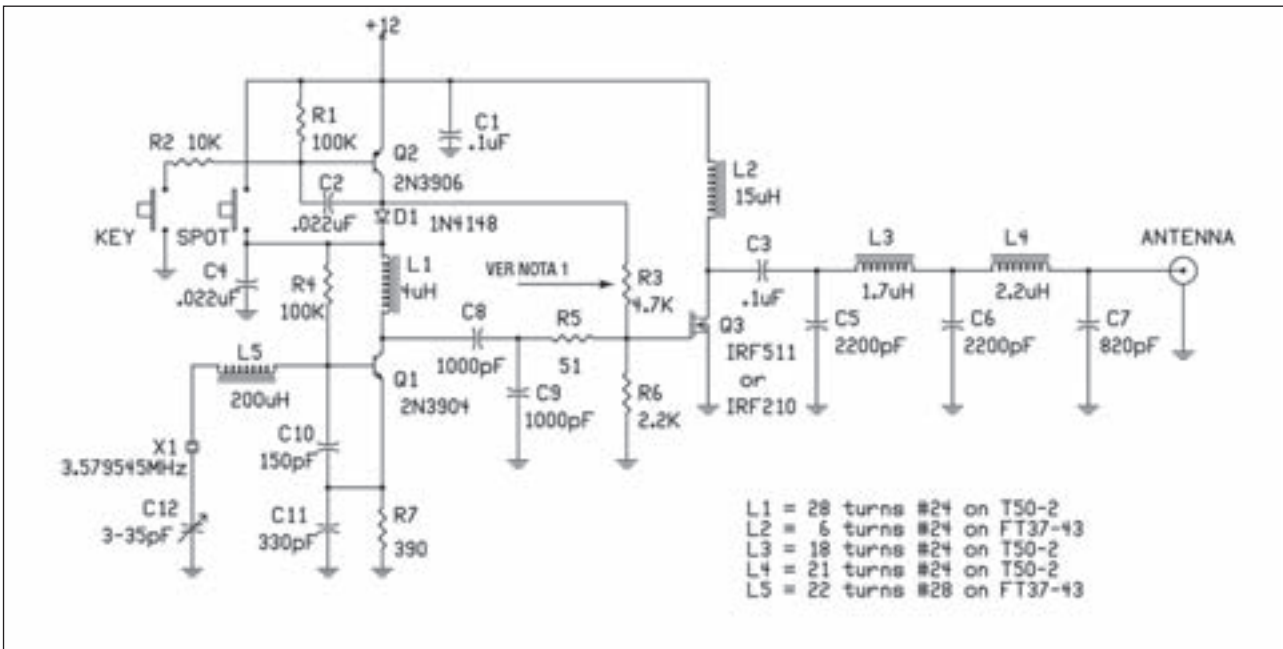 +12
R1
100K
C1
.1uF
R2 10K
Q2
2N3906
L2
15uH
C2
.022uF
D1
1N4148
KEY
SPOT
C4
.022uF
R4
100K
L1
4uH
VER NOTA 1
R3
4.7K
C3
.1uF
L3
1.7uH
L4
2.2uH
ANTENNA
C8
1000pF
R5
51
Q3
IRF511
or
IRF210
C5
2200pF
C6
2200pF
C7
820pF
L5
200uH
Q1
2N3904
C9
1000pF
R6
2.2K
X1
3.579545MHz
C10
150pF
C12
3-35pF
C11
330pF
R7
390
L1 = 28 turns #24 on T50-2
L2 = 6 turns #24 on FT37-43
L3 = 18 turns #24 on T50-2
L4 = 21 turns #24 on T50-2
L5 = 22 turns #28 on FT37-43